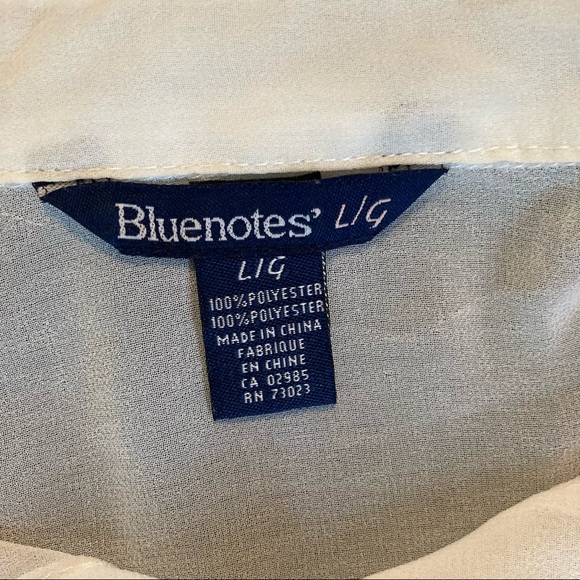 Bluenotes' L/G
L/G
100%POLYESTER
100%POLYESTER
MADE IN CHINA
FABRIQUE
EN CHINE
CA 02985
RN 73023